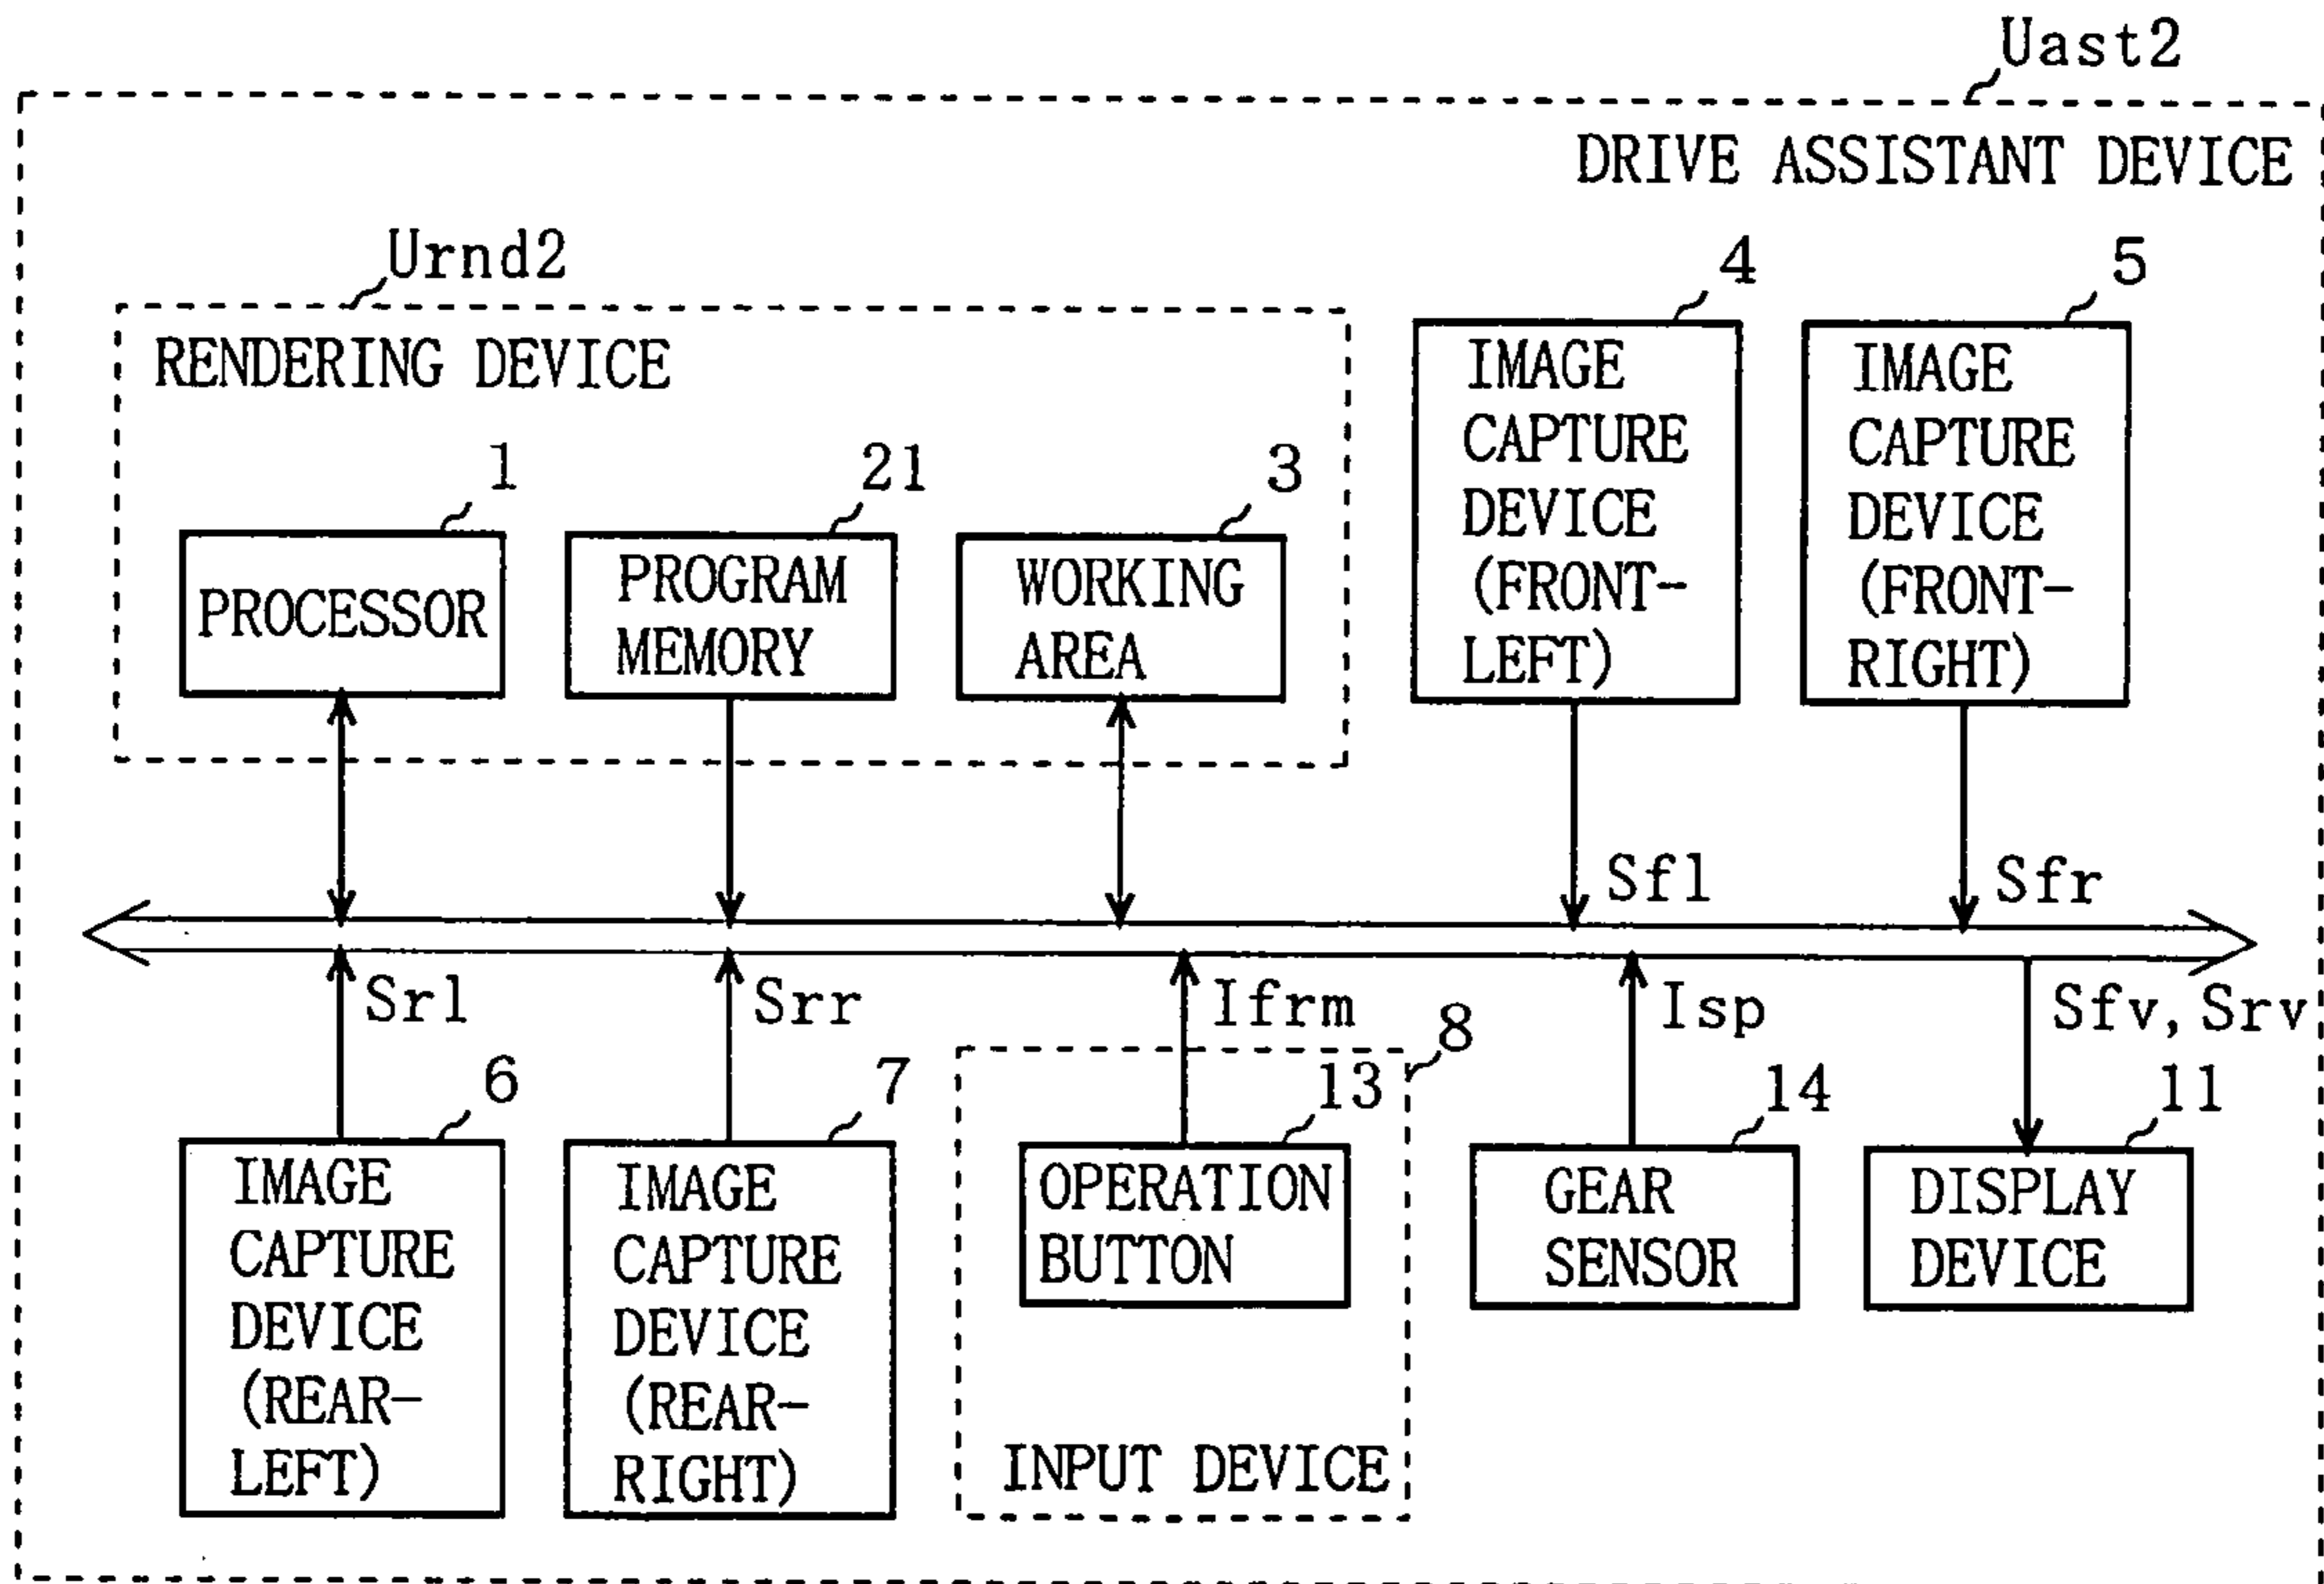 Uast2
DRIVE ASSISTANT DEVICE
Urnd2
RENDERING DEVICE
1
PROCESSOR
21
PROGRAM
MEMORY
3
WORKING
AREA
4
IMAGE
CAPTURE
DEVICE
(FRONT-
LEFT)
5
IMAGE
CAPTURE
DEVICE
(FRONT-
RIGHT)
Sfl
Sfr
Srl
Srr
Ifrm
Isp
Sfv, Srv
6
IMAGE
CAPTURE
DEVICE
(REAR-
LEFT)
7
IMAGE
CAPTURE
DEVICE
(REAR-
RIGHT)
8
13
OPERATION
BUTTON
INPUT DEVICE
14
GEAR
SENSOR
11
DISPLAY
DEVICE